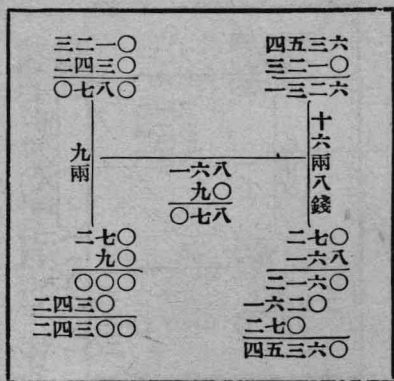 四五三六
三二一〇
一三二六
十六兩八錢
二七〇
一六八
二一六〇
一六二〇
二七〇
四五三六〇
一六八
九〇
〇七八
三二一〇
二四三〇
〇七八〇
九兩
二七〇
九〇
〇〇〇
二四三〇
二四三〇〇